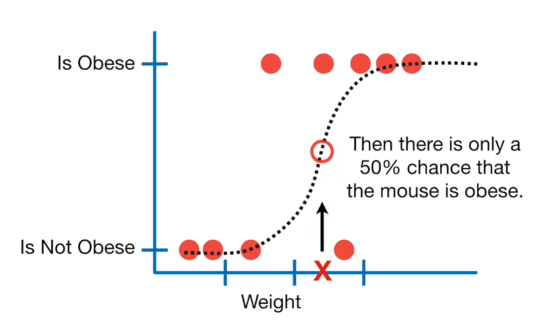 Is Obese
Then there is only a
50% chance that
the mouse is obese.
Is Not Obese
X
Weight